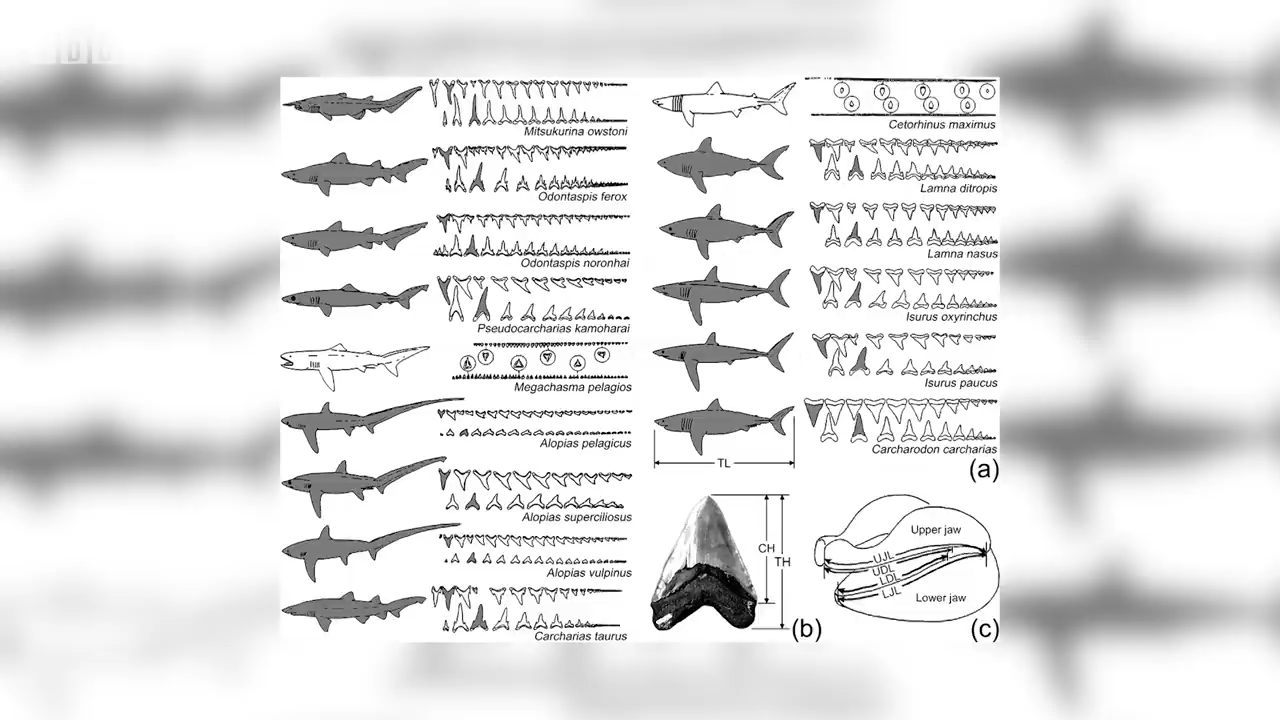 Mitsukurina owstoni
Odontaspis ferox
Odontaspis noronhai
Pseudocarcharias kamoharai
Megachasma pelagios
Alopias pelagicus
Alopias superciliosus
Alopias vulpinus
Carcharias taurus
Cetorhinus maximus
Lamna ditropis
Lamna nasus
Isurus oxyrinchus
Isurus paucus
Carcharodon carcharias
TL
(a)
CH
TH
(b)
Upper jaw
UJL
UDL
LDL
LJL
Lower jaw
(c)